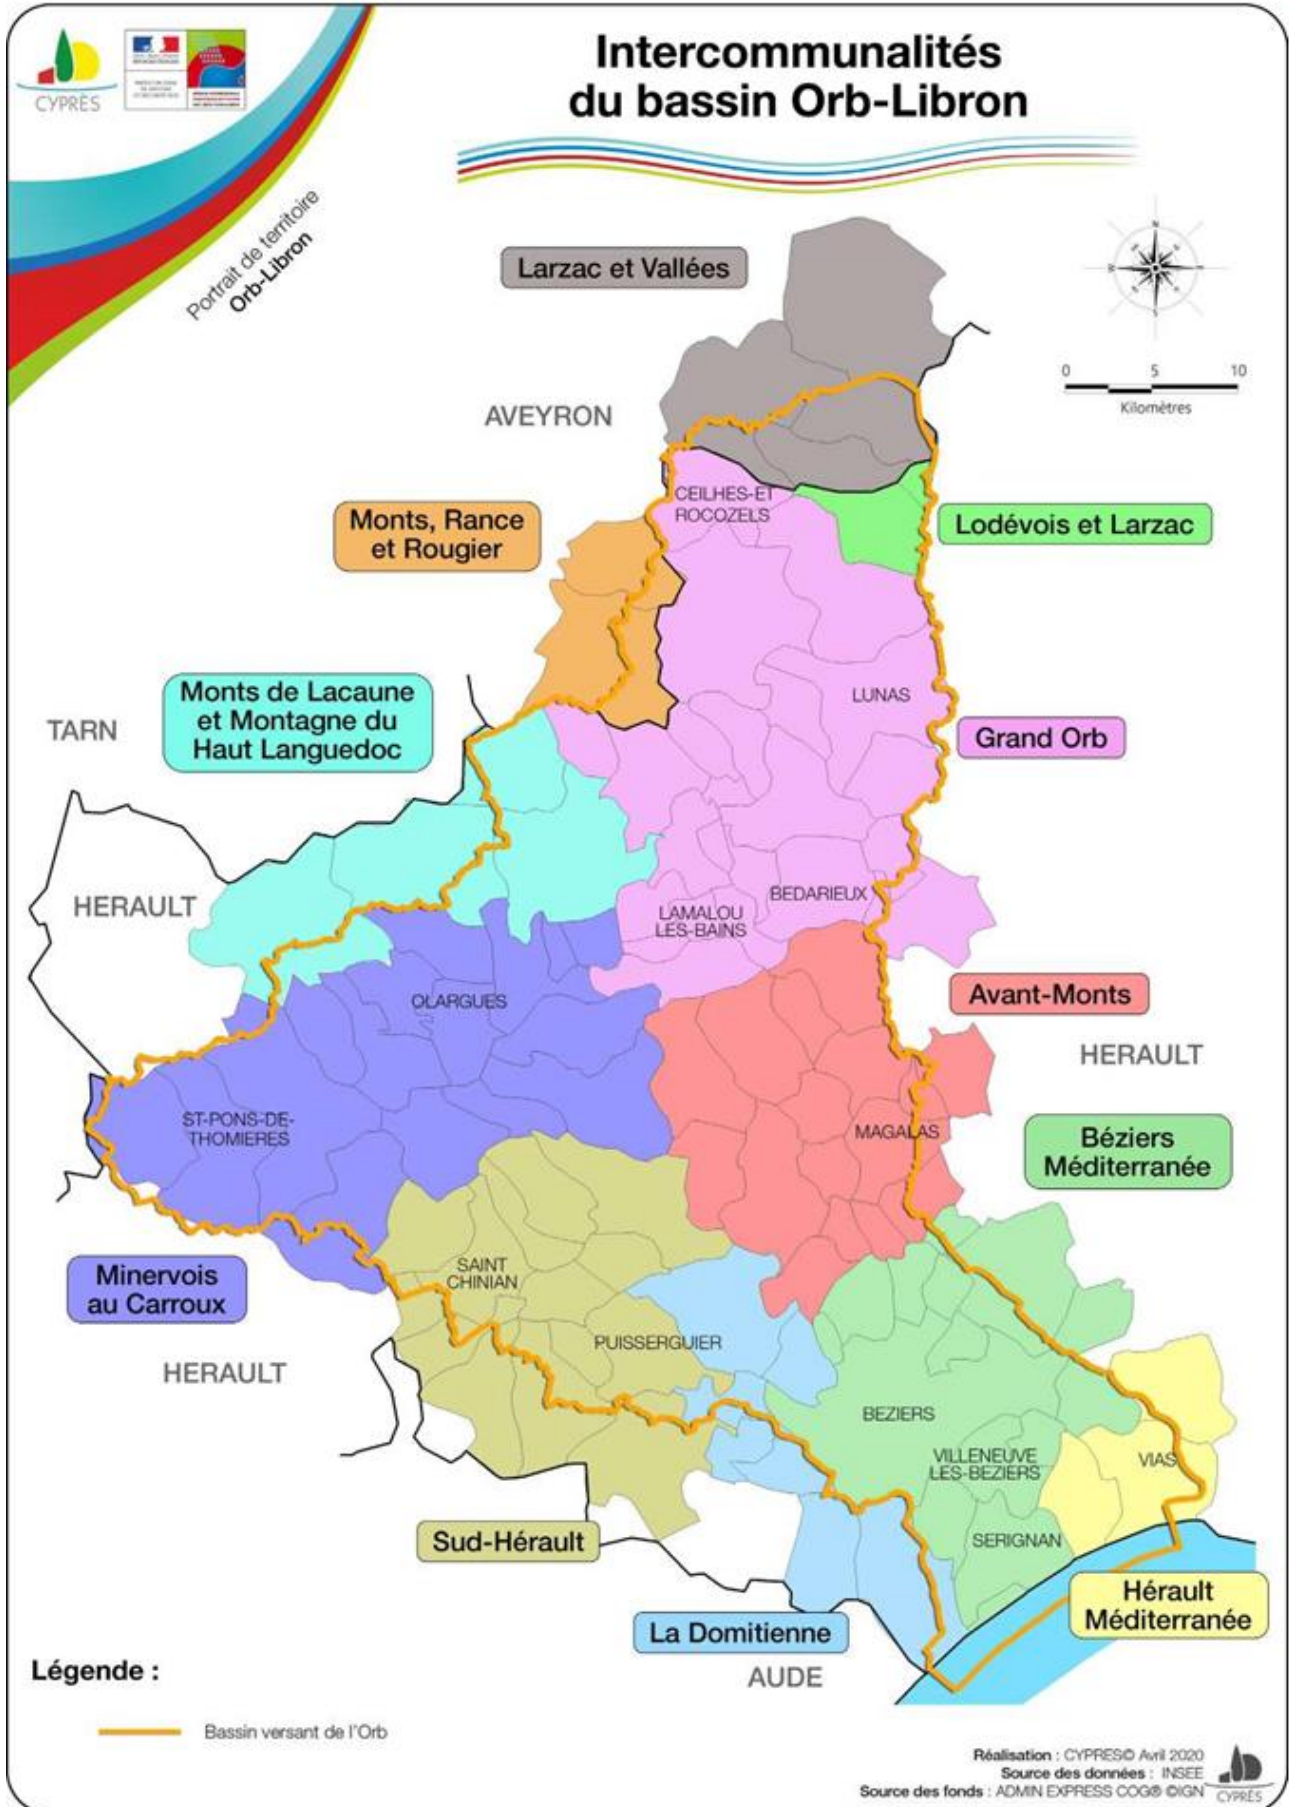 Intercommunalités
du bassin Orb-Libron
CYPRÈS
Portrait de territoire
Orb-Libron
Larzac et Vallées
N
0 5 10
Kilomètres
AVEYRON
CEILHES-ET
ROCOZELS
Monts, Rance
et Rougier
Lodévois et Larzac
Monts de Lacaune
et Montagne du
Haut Languedoc
LUNAS
TARN
Grand Orb
HERAULT
BEDARIEUX
LAMALOU
LES-BAINS
OLARGUES
Avant-Monts
HERAULT
ST-PONS-DE-
THOMIERES
MAGALAS
Béziers
Méditerranée
Minervois
au Carroux
SAINT
CHINIAN
PUISSERGUIER
HERAULT
BEZIERS
VILLENEUVE
LES-BEZIERS
VIAS
Sud-Hérault
SERIGNAN
Hérault
Méditerranée
La Domitienne
AUDE
Légende :
Bassin versant de l'Orb
Réalisation : CYPRES© Avril 2020
Source des données : INSEE
Source des fonds : ADMIN EXPRESS COG® ©IGN
CYPRÈS